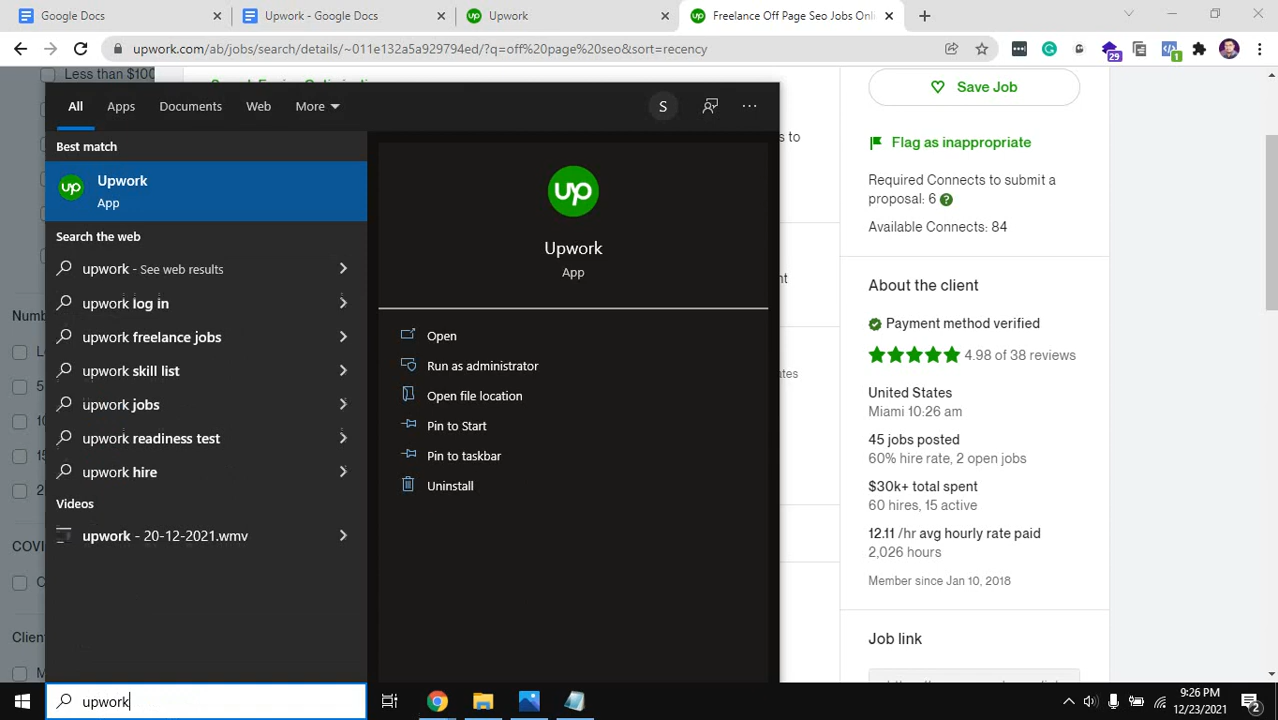 Google Docs
Upwork - Google Docs
Upwork
Freelance Off Page Seo Jobs Onli
upwork.com/ab/jobs/search/details/~011e132a5a929794ed/?q=off%20page%20seo&sort=recency
29
1
Less than $100
Save Job
All
Apps
Documents
Web
More
S
Flag as inappropriate
Best match
Upwork
App
Required Connects to submit a
proposal: 6
Available Connects: 84
Search the web
Upwork
App
upwork - See web results
upwork log in
upwork freelance jobs
upwork skill list
upwork jobs
upwork readiness test
upwork hire
Videos
upwork - 20-12-2021.wmv
Open
Run as administrator
Open file location
Pin to Start
Pin to taskbar
Uninstall
About the client
Payment method verified
4.98 of 38 reviews
United States
Miami 10:26 am
45 jobs posted
60% hire rate, 2 open jobs
$30k+ total spent
60 hires, 15 active
12.11 /hr avg hourly rate paid
2,026 hours
Member since Jan 10, 2018
Job link
to
ates
Num
COVI
Client
upwork
9:26 PM
12/23/2021
2